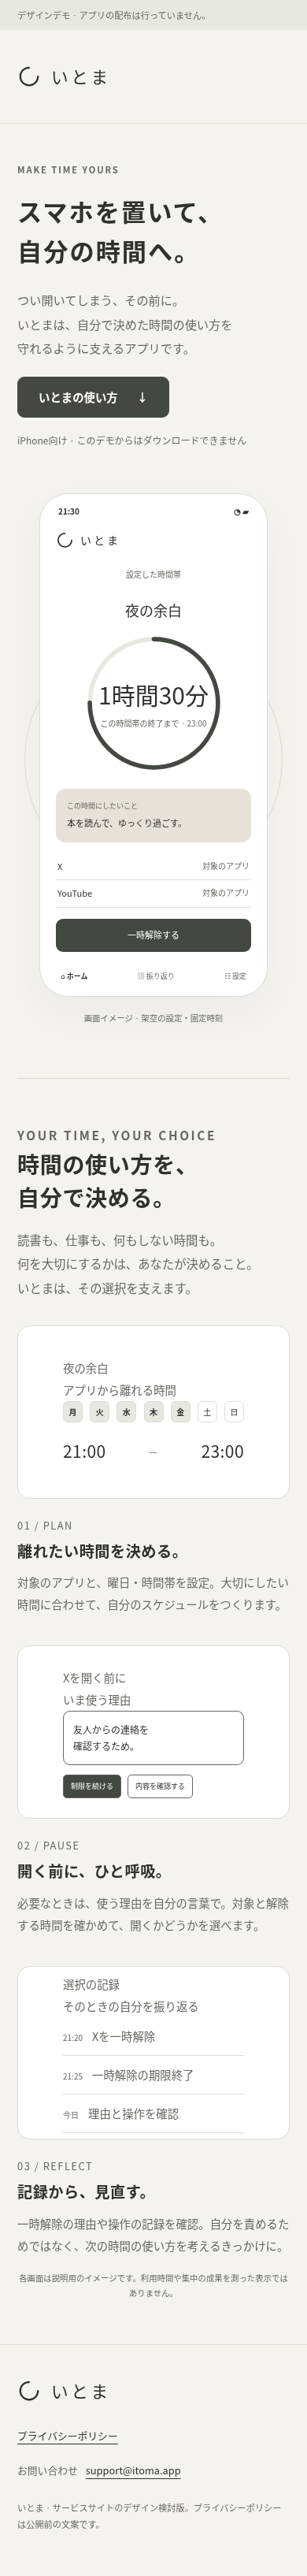 デザインデモ・アプリの配布は行っていません。
いとま
MAKE TIME YOURS
スマホを置いて、
自分の時間へ。
つい開いてしまう、その前に。
いとまは、自分で決めた時間の使い方を
守れるように支えるアプリです。
いとまの使い方 ↓
iPhone向け・このデモからはダウンロードできません
21:30
いとま
設定した時間帯
夜の余白
1時間30分
この時間帯の終了まで・23:00
この時間にしたいこと
本を読んで、ゆっくり過ごす。
X 対象のアプリ
YouTube 対象のアプリ
一時解除する
ホーム 振り返り 設定
画面イメージ・架空の設定・固定時刻
YOUR TIME, YOUR CHOICE
時間の使い方を、
自分で決める。
読書も、仕事も、何もしない時間も。
何を大切にするかは、あなたが決めること。
いとまは、その選択を支えます。
夜の余白
アプリから離れる時間
月 火 水 木 金 土 日
21:00 – 23:00
01 / PLAN
離れたい時間を決める。
対象のアプリと、曜日・時間帯を設定。大切にしたい
時間に合わせて、自分のスケジュールをつくります。
Xを開く前に
いま使う理由
友人からの連絡を
確認するため。
制限を続ける 内容を確認する
02 / PAUSE
開く前に、ひと呼吸。
必要なときは、使う理由を自分の言葉で。対象と解除
する時間を確かめて、開くかどうかを選べます。
選択の記録
そのときの自分を振り返る
21:20 Xを一時解除
21:25 一時解除の期限終了
今日 理由と操作を確認
03 / REFLECT
記録から、見直す。
一時解除の理由や操作の記録を確認。自分を責めるた
めではなく、次の時間の使い方を考えるきっかけに。
各画面は説明用のイメージです。利用時間や集中の成果を測った表示では
ありません。
いとま
プライバシーポリシー
お問い合わせ support@itoma.app
いとま・サービスサイトのデザイン検討版。プライバシーポリシー
は公開前の文案です。